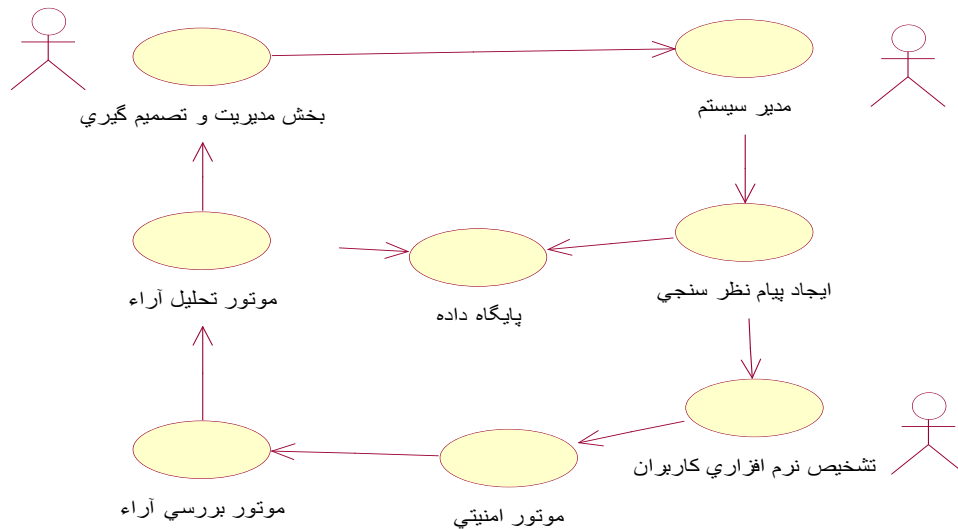 مدير سيستم
بخش مديريت و تصميم گيري
ايجاد پيام نظر سنجي
موتور تحليل آراء
پايگاه داده
تشخيص نرم افزاري كاربران
موتور امنيتي
موتور بررسي آراء